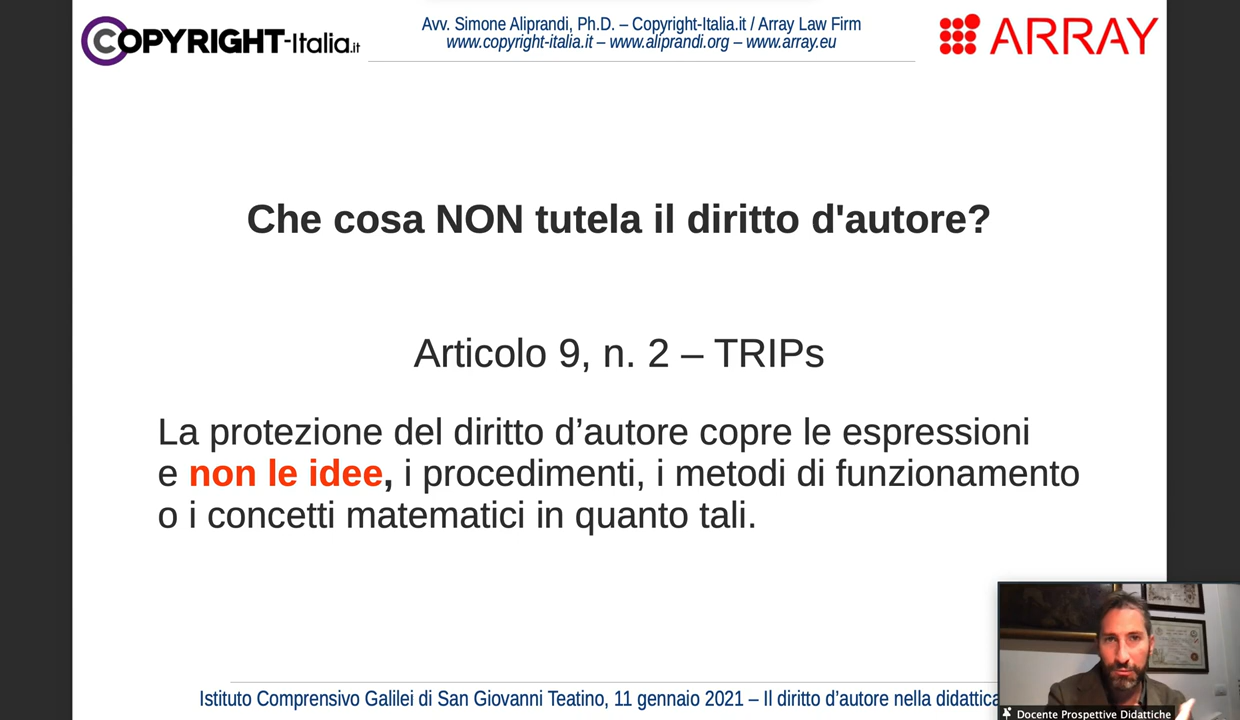 COPYRIGHT-Italia.it
Avv. Simone Aliprandi, Ph.D. – Copyright-Italia.it / Array Law Firm
www.copyright-italia.it – www.aliprandi.org – www.array.eu
ARRAY
Che cosa NON tutela il diritto d'autore?
Articolo 9, n. 2 – TRIPs
La protezione del diritto d’autore copre le espressioni
e non le idee, i procedimenti, i metodi di funzionamento
o i concetti matematici in quanto tali.
Istituto Comprensivo Galilei di San Giovanni Teatino, 11 gennaio 2021 – Il diritto d’autore nella didattica
Docente Prospettive Didattiche